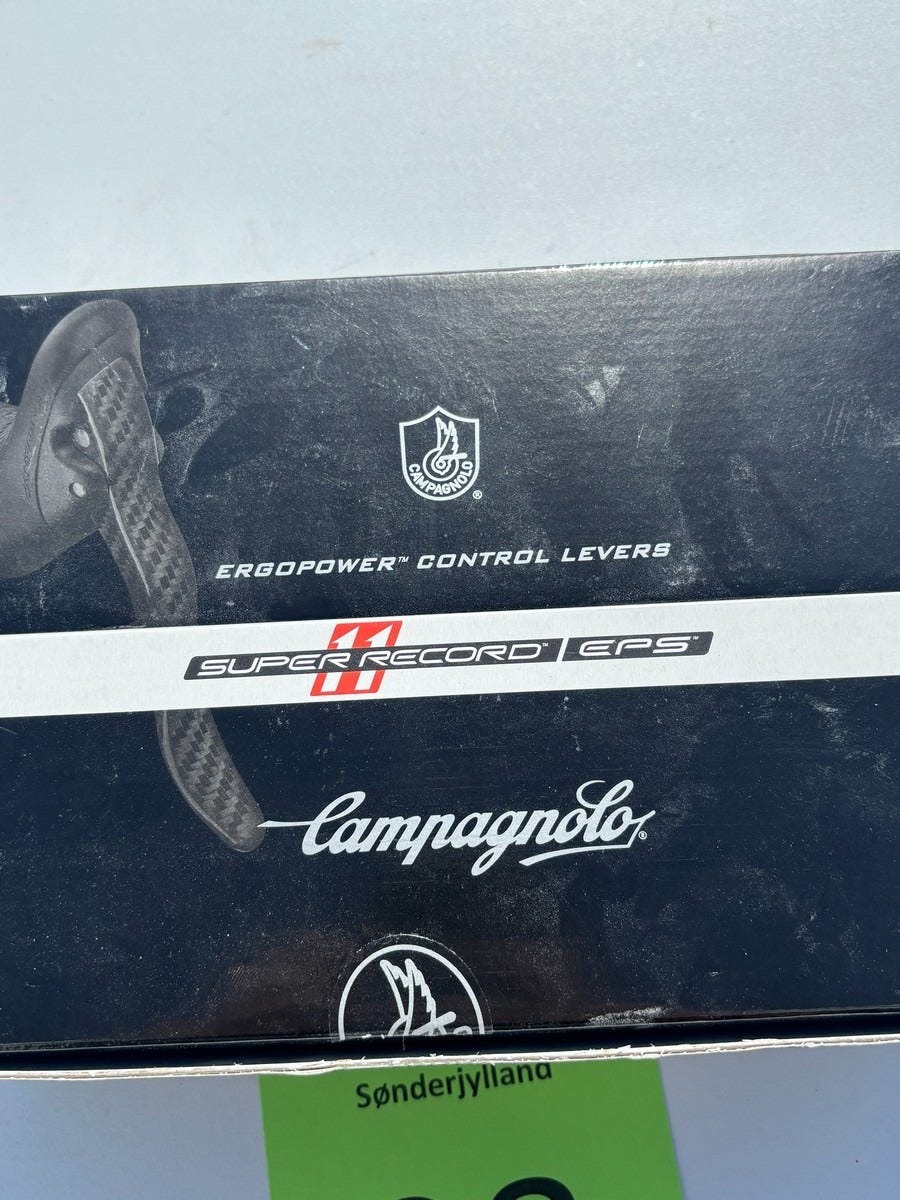 CAMPAGNOLO®
ERGOPOWER™ CONTROL LEVERS
11
SUPER RECORD™ | EPS™
Campagnolo®
Sønderjylland